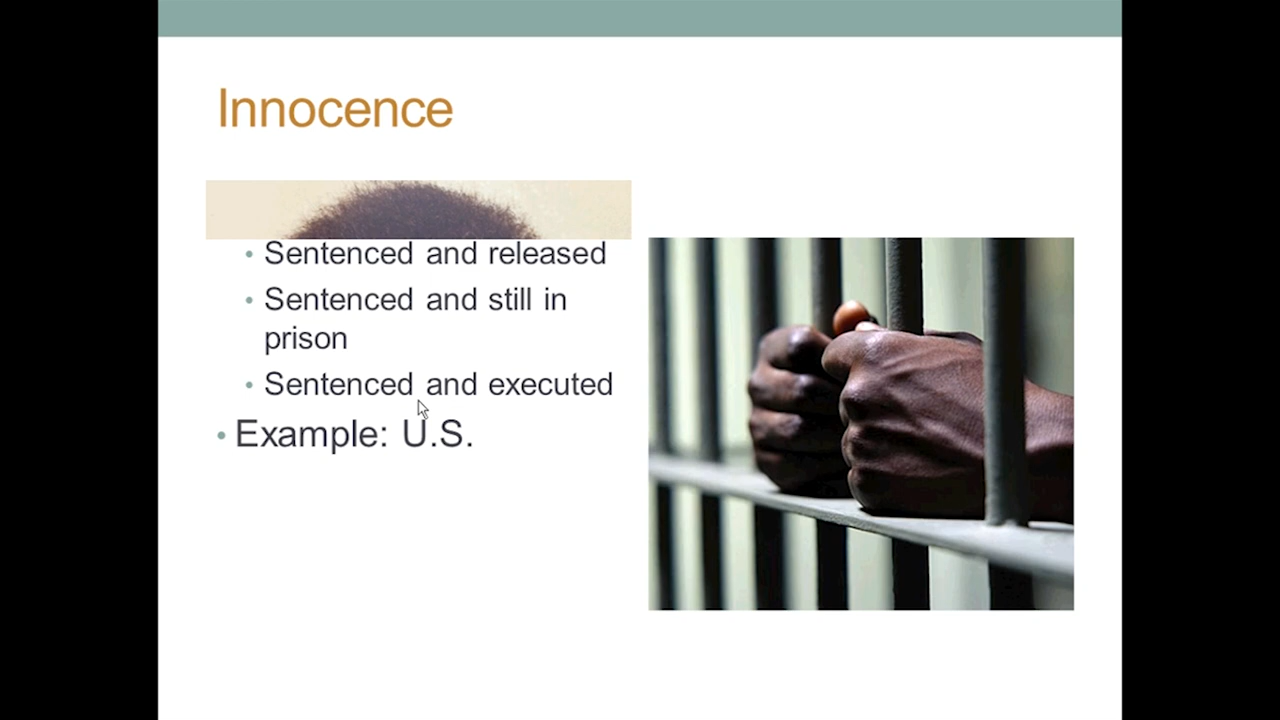 Innocence
• Sentenced and released
• Sentenced and still in
prison
• Sentenced and executed
• Example: U.S.